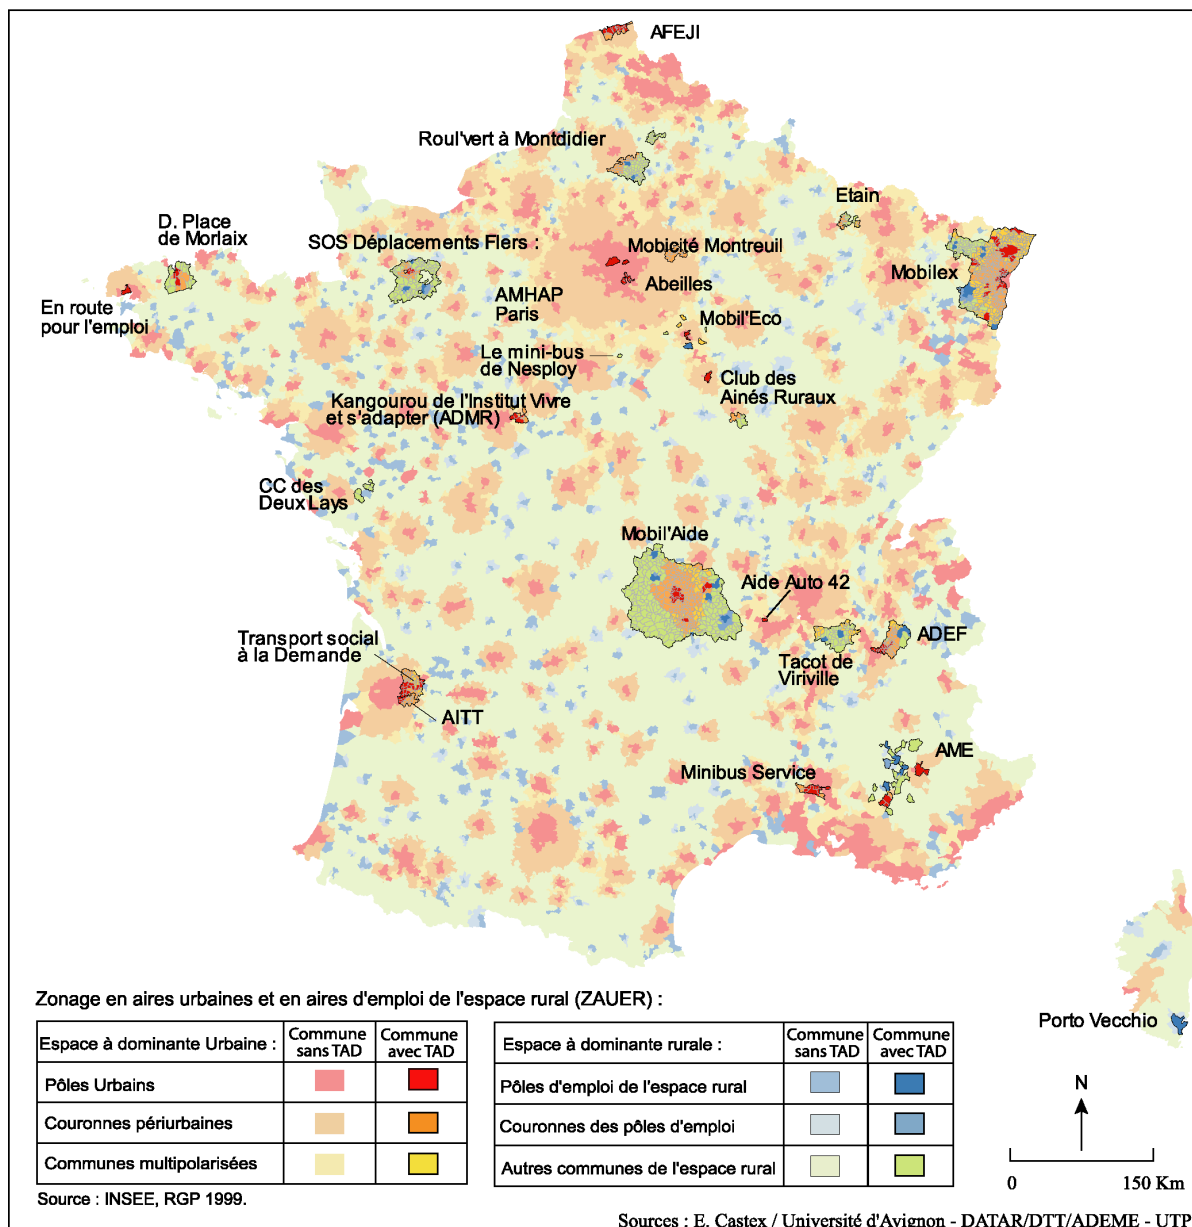 AFEJI
Roul'vert à Montdidier
Etain
D. Place
de Morlaix
SOS Déplacements Flers :
Mobicité Montreuil
Mobilex
Abeilles
En route
pour l'emploi
AMHAP
Paris
Mobil'Eco
Le mini-bus
de Nesploy
Club des
Ainés Ruraux
Kangourou de l'Institut Vivre
et s'adapter (ADMR)
CC des
Deux Lays
Mobil'Aide
Aide Auto 42
Transport social
à la Demande
ADEF
Tacot de
Viriville
AITT
AME
Minibus Service
Porto Vecchio
Zonage en aires urbaines et en aires d'emploi de l'espace rural (ZAUER) :
Espace à dominante Urbaine :
Commune
sans TAD
Commune
avec TAD
Pôles Urbains
Couronnes périurbaines
Communes multipolarisées
Source : INSEE, RGP 1999.
Espace à dominante rurale :
Commune
sans TAD
Commune
avec TAD
Pôles d'emploi de l'espace rural
Couronnes des pôles d'emploi
Autres communes de l'espace rural
N
0 150 Km
Sources : E. Castex / Université d'Avignon - DATAR/DTT/ADEME - UTP